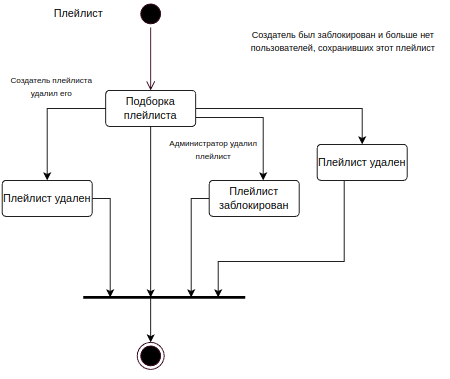 Плейлист
Создатель был заблокирован и больше нет
пользователей, сохранивших этот плейлист
Создатель плейлиста
удалил его
Подборка
плейлиста
Администратор удалил
плейлист
Плейлист удален
Плейлист удален
Плейлист
заблокирован